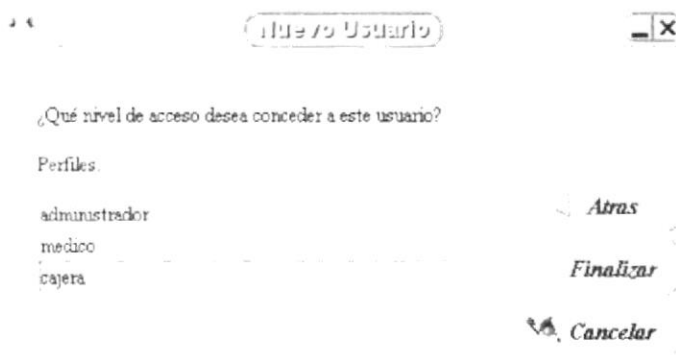 Nuevo Usuario
¿Qué nivel de acceso desea conceder a este usuario?
Perfiles.
administrador
medico
cajera
Atras
Finalizar
Cancelar